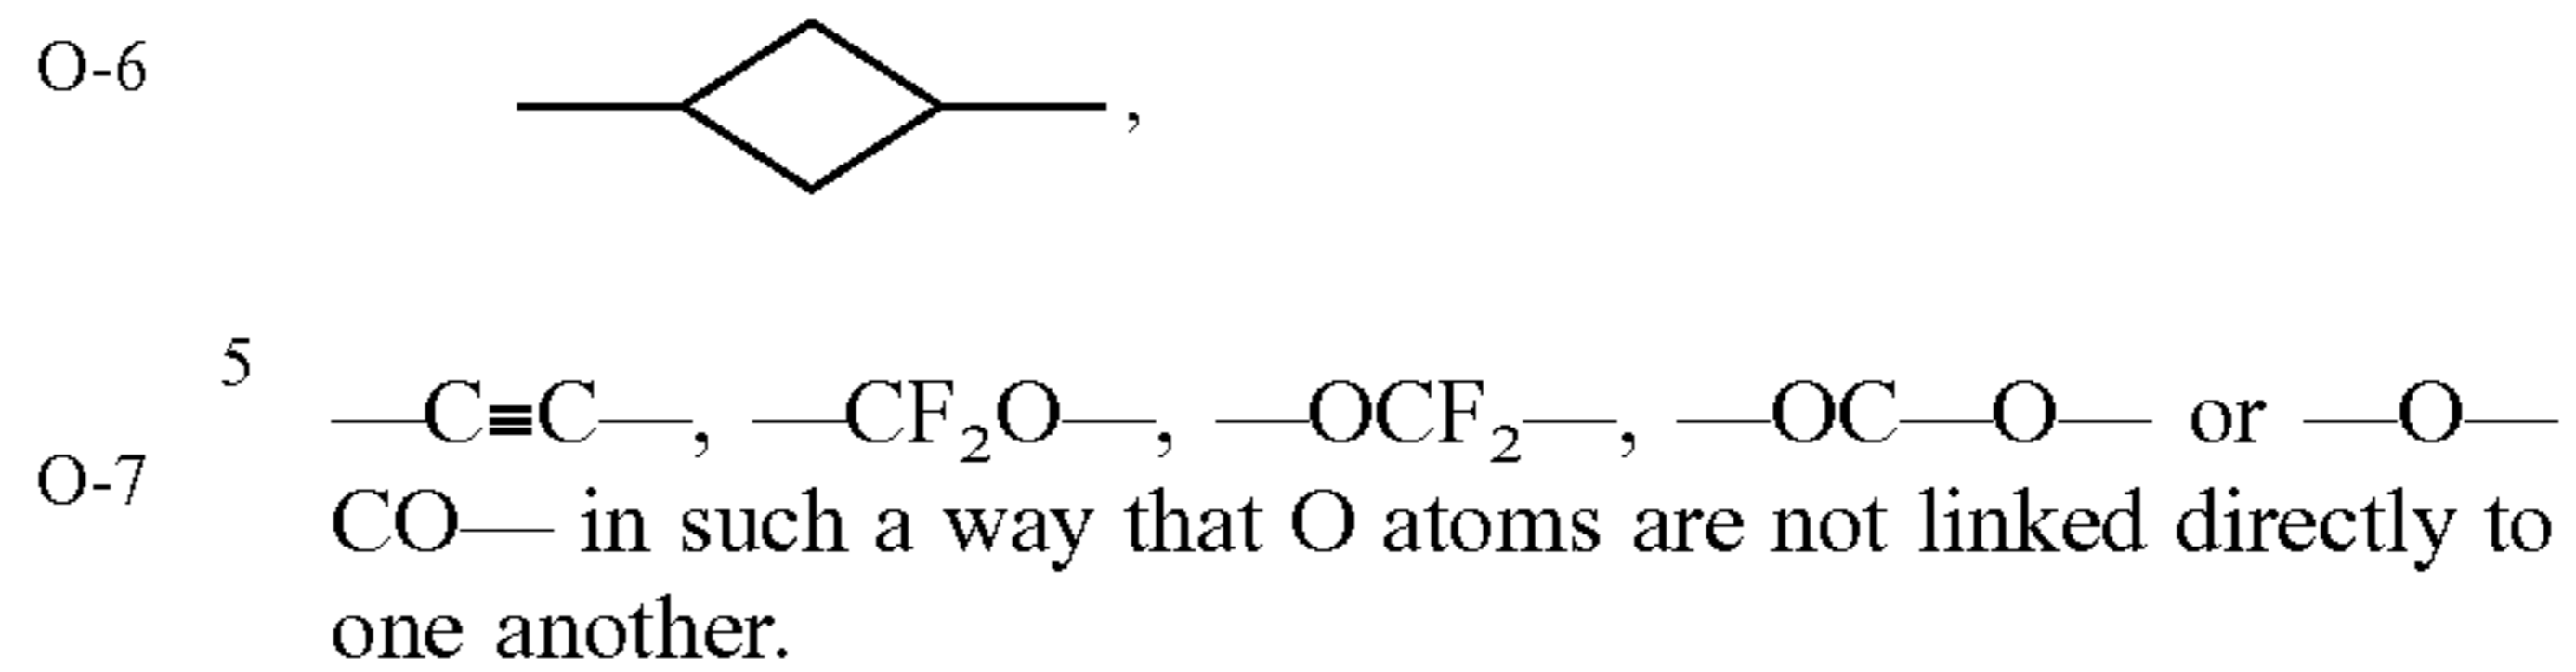 O-6
,
5
—C≡C—, —CF₂O—, —OCF₂—, —OC—O— or —O—
O-7
CO— in such a way that O atoms are not linked directly to
one another.